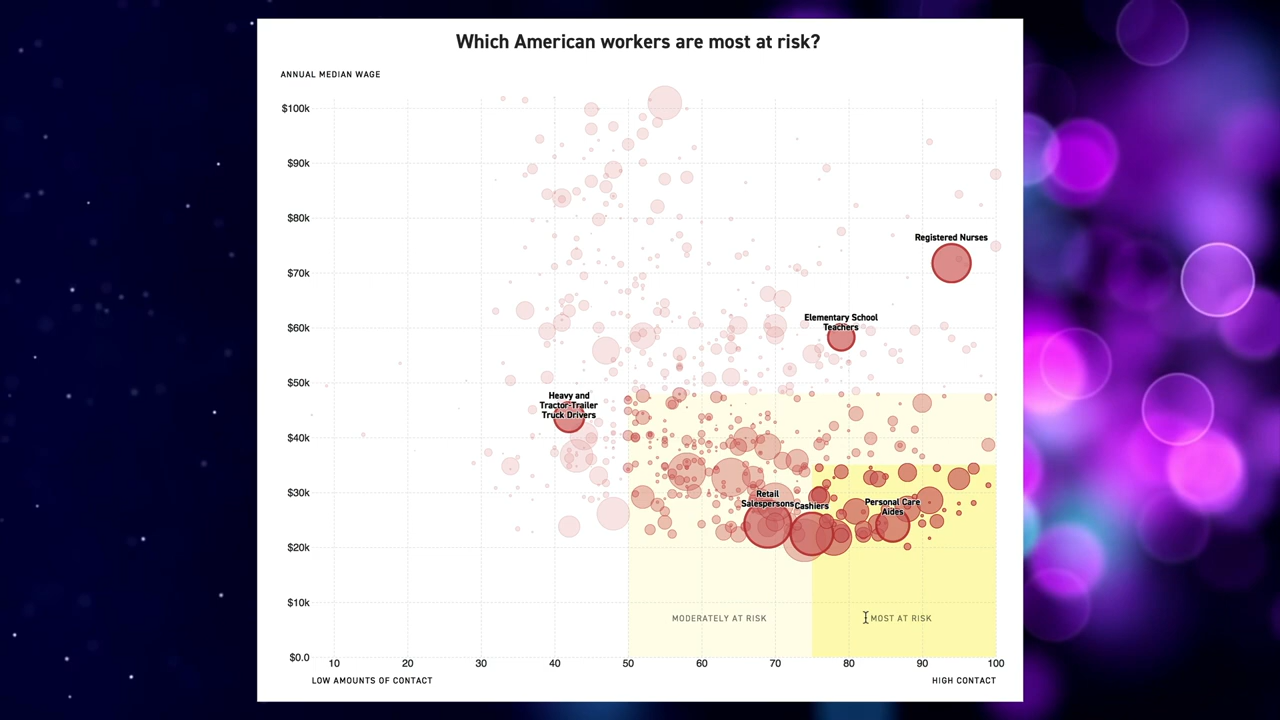 Which American workers are most at risk?
ANNUAL MEDIAN WAGE
$100k
$90k
$80k
Registered Nurses
$70k
Elementary School
Teachers
$60k
$50k
Heavy and
Tractor-Trailer
Truck Drivers
$40k
$30k
Retail
Salespersons
Cashiers
Personal Care
Aides
$20k
$10k
MODERATELY AT RISK
MOST AT RISK
$0.0
10 20 30 40 50 60 70 80 90 100
LOW AMOUNTS OF CONTACT
HIGH CONTACT